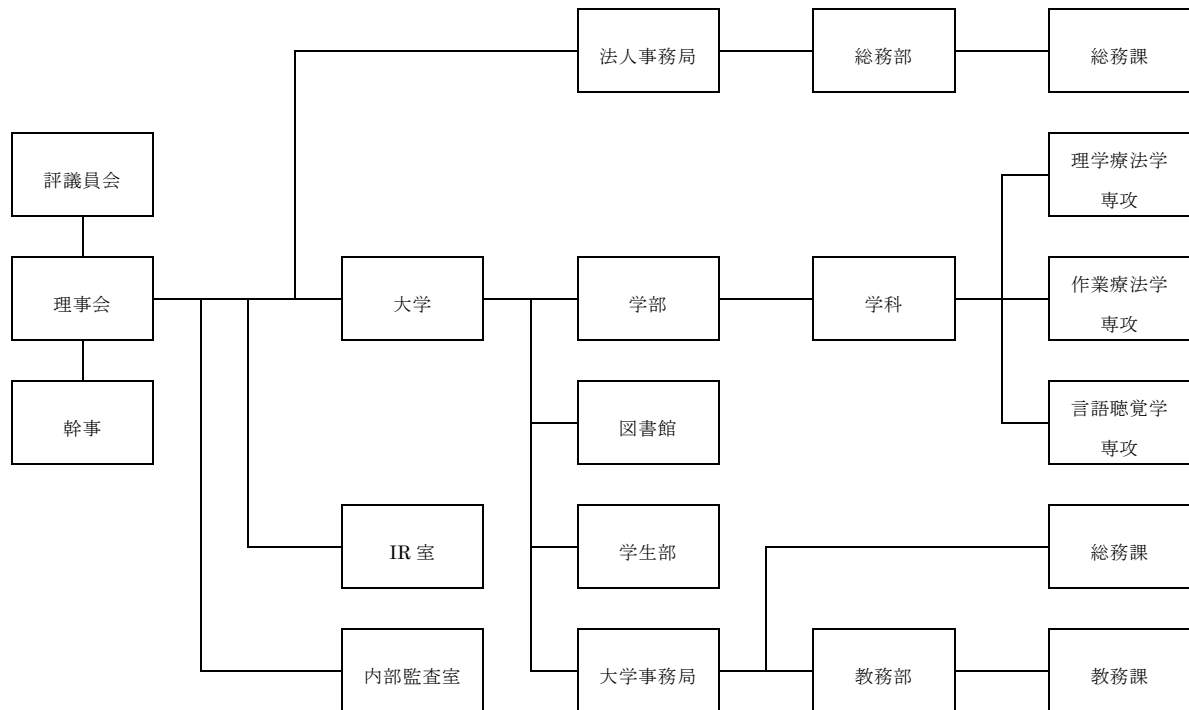 法人事務局
総務部
総務課
評議員会
理学療法学
専攻
理事会
大学
学部
学科
作業療法学
専攻
幹事
図書館
言語聴覚学
専攻
IR 室
学生部
総務課
内部監査室
大学事務局
教務部
教務課